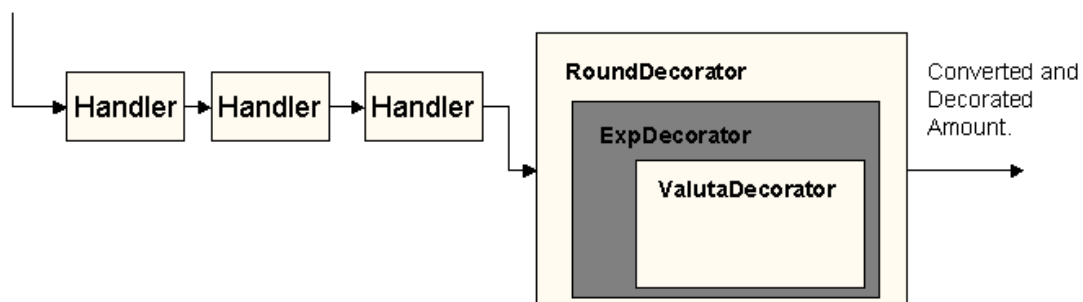 Handler
Handler
Handler
RoundDecorator
ExpDecorator
ValutaDecorator
Converted and
Decorated
Amount.